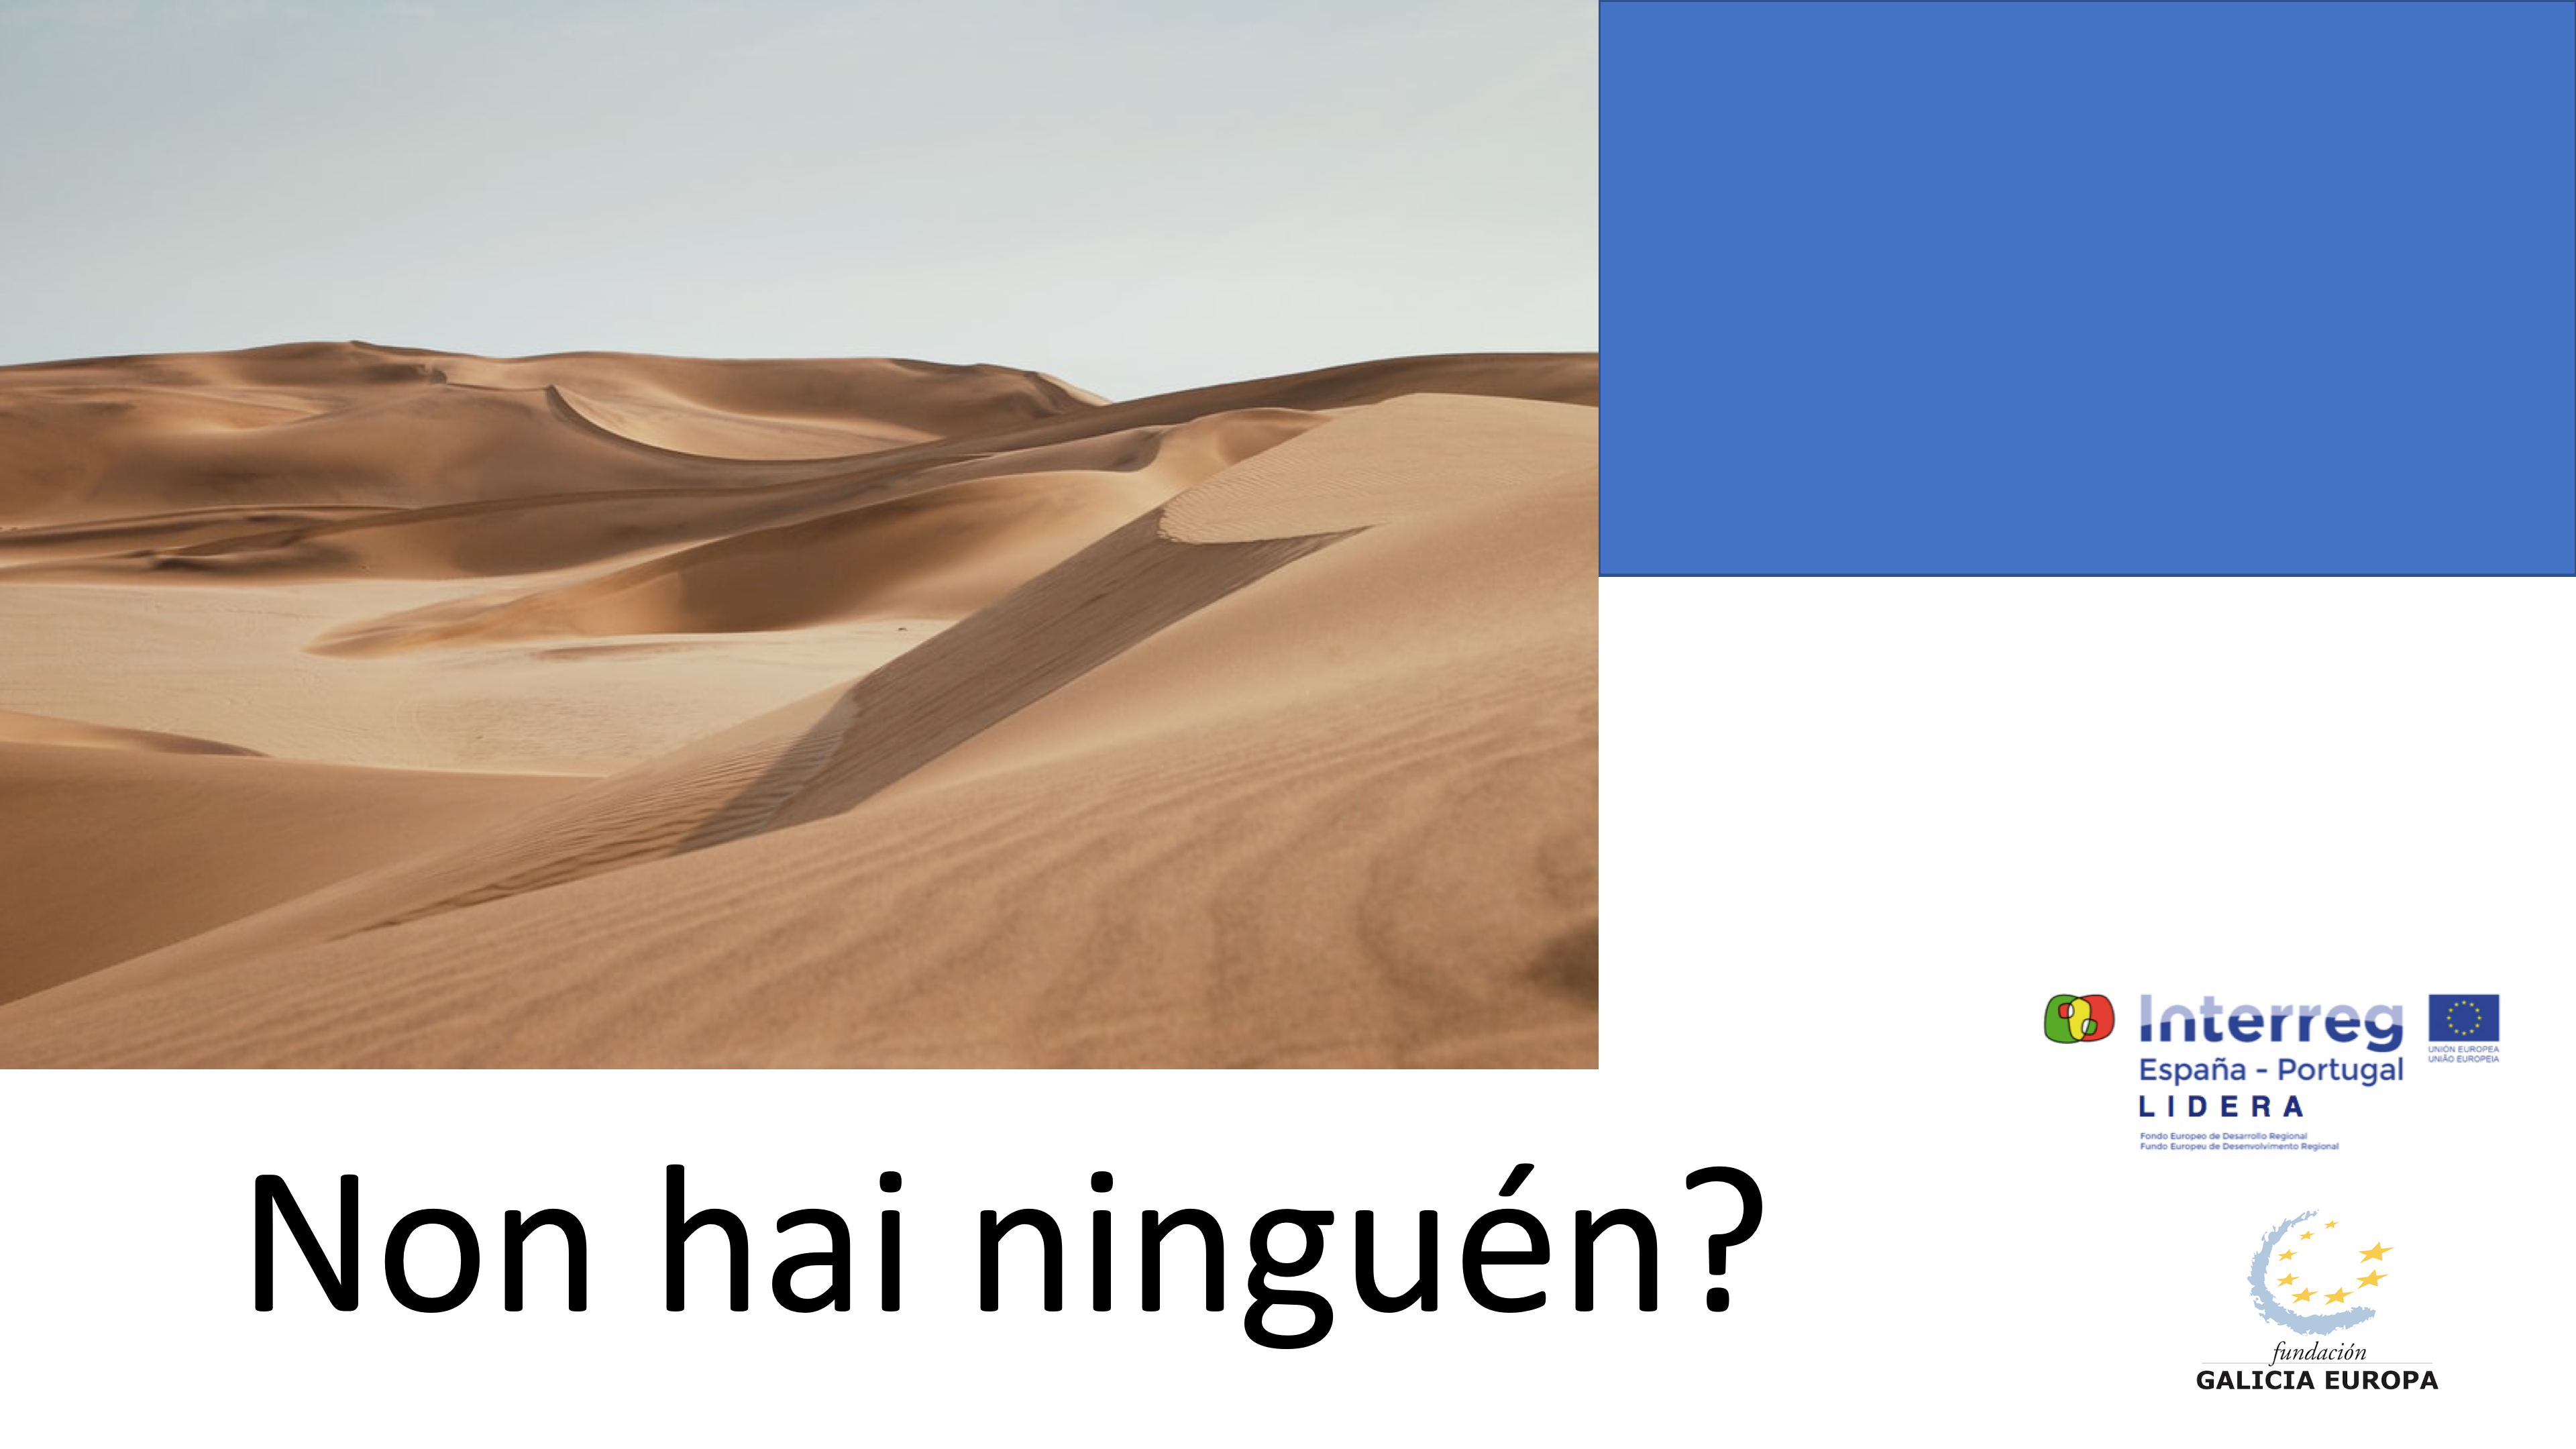 Interreg
España - Portugal
LIDERA
Fondo Europeo de Desarrollo Regional
Fundo Europeu de Desenvolvimento Regional
UNIÓN EUROPEA
UNIÃO EUROPEIA
Non hai ninguén?
fundación
GALICIA EUROPA